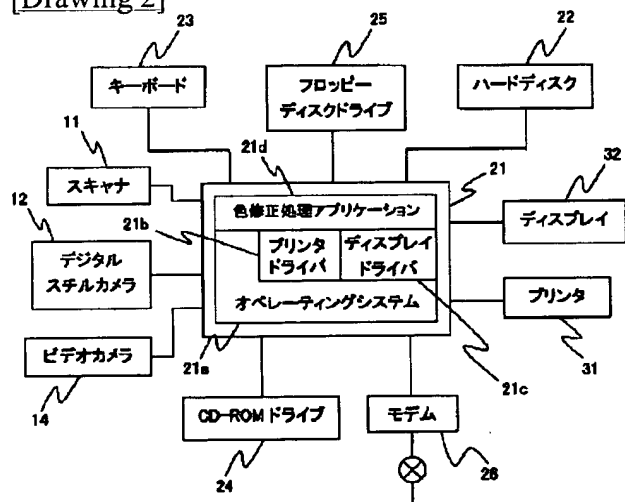 [Drawing 2]
23
キーボード
25
フロッピー
ディスクドライブ
22
ハードディスク
11
スキャナ
12
デジタル
スチルカメラ
ビデオカメラ
14
21d
色修正処理アプリケーション
21b
プリンタ
ドライバ
ディスプレイ
ドライバ
オペレーティングシステム
21a
21c
21
32
ディスプレイ
プリンタ
31
CD-ROMドライブ
24
モデム
26